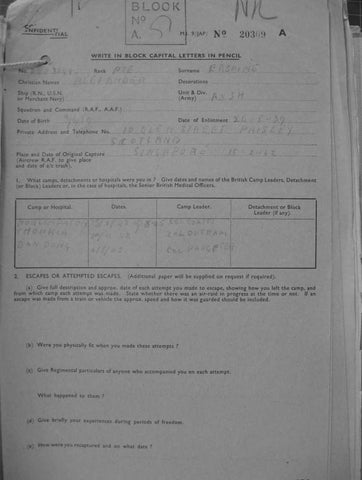 BLOCK
Nº
A.
NR
CONFIDENTIAL
M.I. 9/JAP/ Nº 20309 A
WRITE IN BLOCK CAPITAL LETTERS IN PENCIL
No. Rank PTE Surname ERSKINE
Christian Names ALEXANDER Decorations
Ship (R.N., U.S.N. or Merchant Navy) Unit & Div. (Army) A&SH
Squadron and Command (R.A.F., A.A.F.)
Date of Birth Date of Enlistment
Private Address and Telephone No. GLEN STREET PAISLEY
SCOTLAND
Place and Date of Original Capture SINGAPORE
(Aircrew R.A.F. to give place
and date of a/c crash).
1. What camps, detachments or hospitals were you in? Give dates and names of the British Camp Leaders, Detachment
(or Block) Leaders or, in case of hospitals, the Senior British Medical Officers.
Camp or Hospital. Dates. Camp Leader. Detachment or Block Leader (if any).
2. ESCAPES OR ATTEMPTED ESCAPES. (Additional paper will be supplied on request if required).
(a) Give full description and approx. date of each attempt you made to escape, showing how you left the camp, and
from which camp each attempt was made. State whether there was an air-raid in progress at the time or not. If an
escape was made from a train or vehicle the approx. speed and how it was guarded should be included.
(b) Were you physically fit when you made these attempts?
(c) Give Regimental particulars of anyone who accompanied you on each attempt.
What happened to them?
(d) Give briefly your experiences during periods of freedom.
(e) How were you recaptured and on what date?